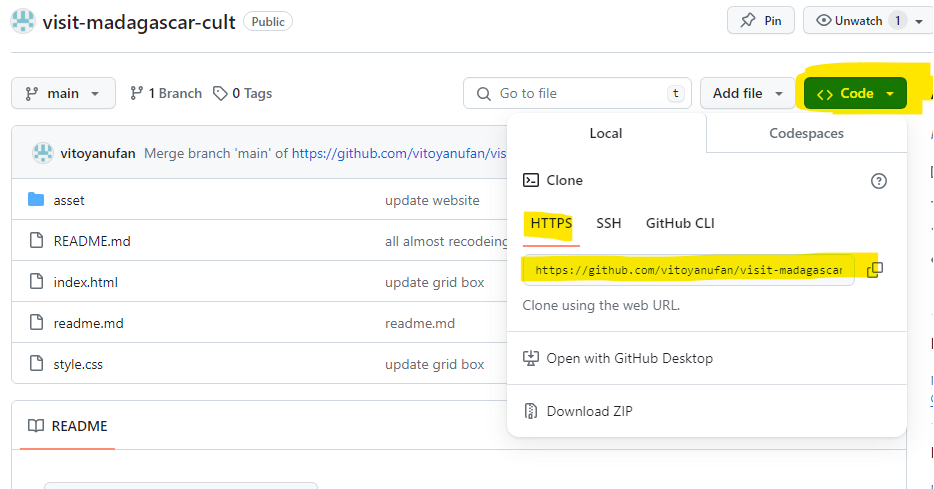 visit-madagascar-cult Public
Pin Unwatch 1
main 1 Branch 0 Tags Go to file t Add file Code
Local Codespaces
vitoyanufan Merge branch 'main' of https://github.com/vitoyanufan/vis
Clone
asset update website
HTTPS SSH GitHub CLI
README.md all almost recodeing
https://github.com/vitoyanufan/visit-madagascar
index.html update grid box
Clone using the web URL.
readme.md readme.md
Open with GitHub Desktop
style.css update grid box
Download ZIP
README